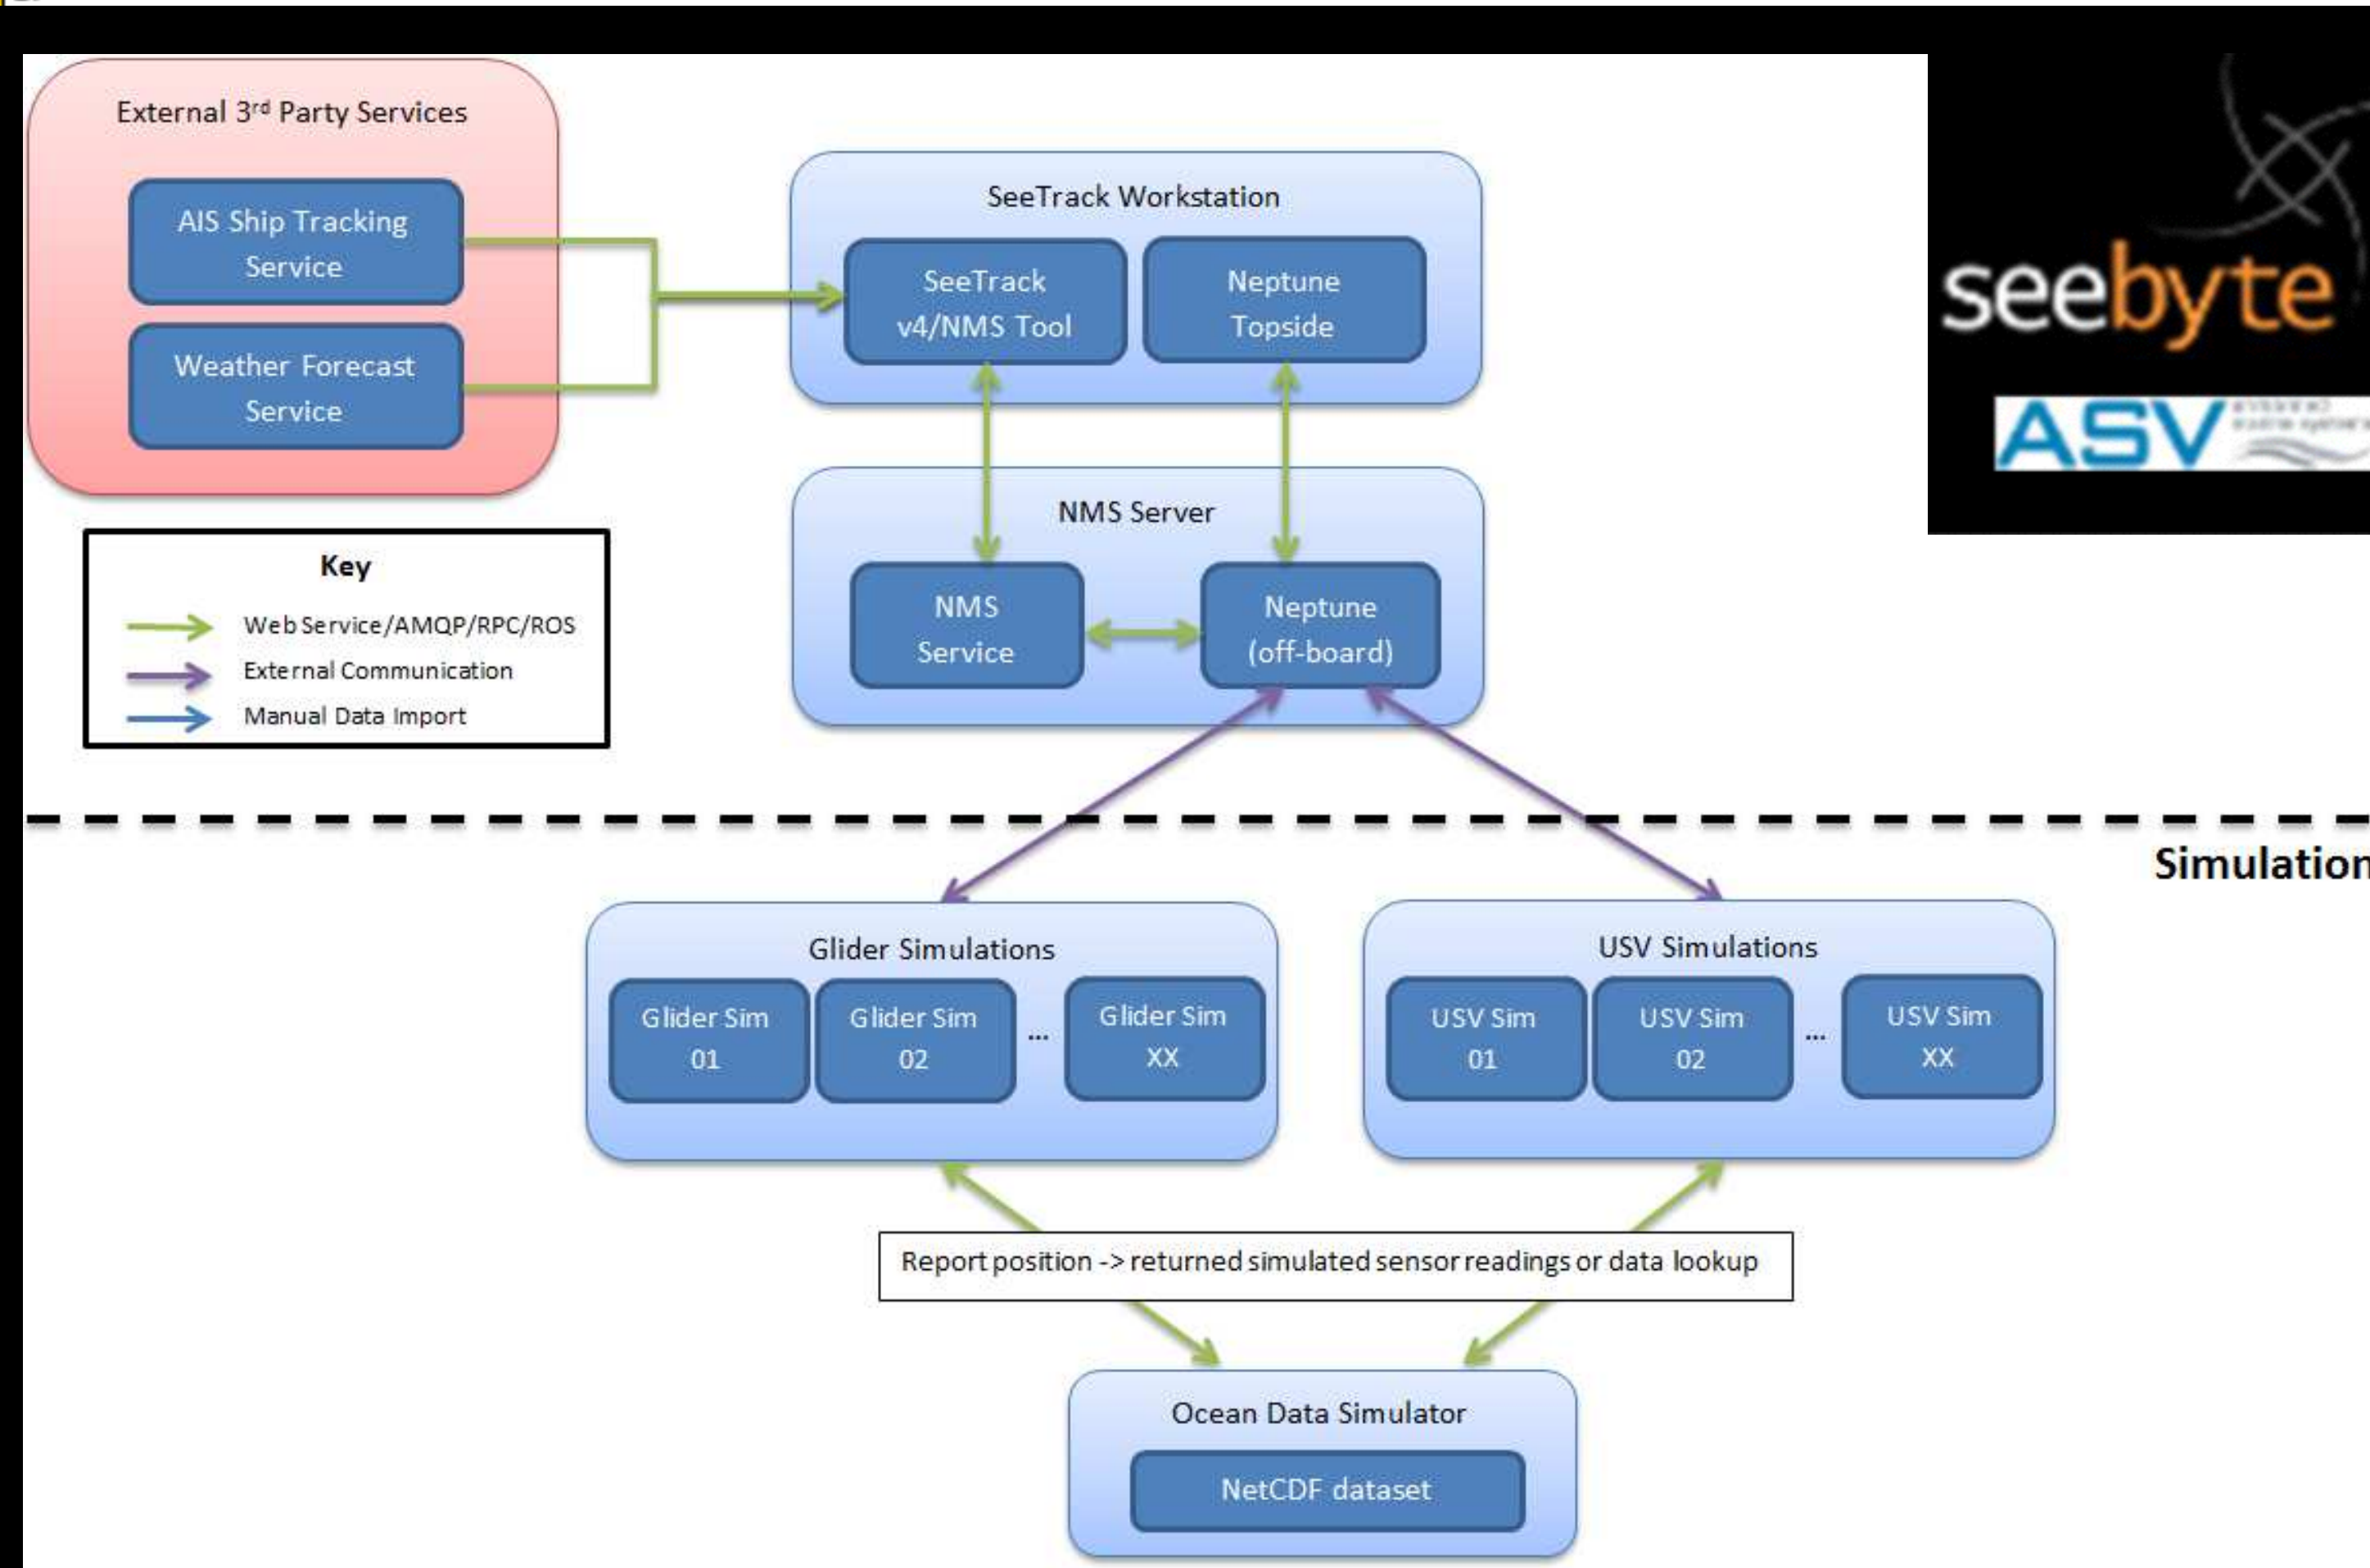 External 3rd Party Services
AIS Ship Tracking
Service
Weather Forecast
Service
SeeTrack Workstation
SeeTrack
v4/NMS Tool
Neptune
Topside
seebyte
ASV
NMS Server
NMS
Service
Neptune
(off-board)
Key
Web Service/AMQP/RPC/ROS
External Communication
Manual Data Import
Simulation
Glider Simulations
Glider Sim
01
Glider Sim
02
...
Glider Sim
XX
USV Simulations
USV Sim
01
USV Sim
02
...
USV Sim
XX
Report position -> returned simulated sensor readings or data lookup
Ocean Data Simulator
NetCDF dataset